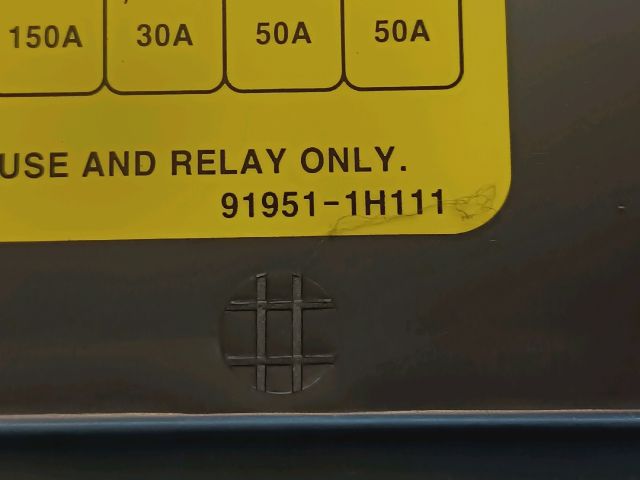 150A 30A 50A 50A
USE AND RELAY ONLY.
91951-1H111